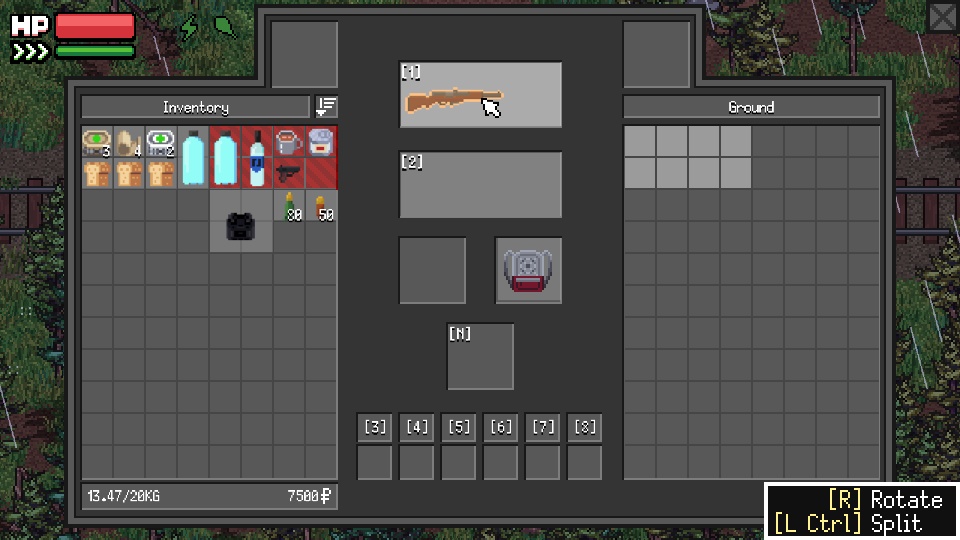 HP
>>>
[1]
Inventory
Ground
3
4
2
[2]
80
50
[N]
[3] [4] [5] [6] [7] [8]
13.47/20KG 7500₽
[R] Rotate
[L Ctrl] Split